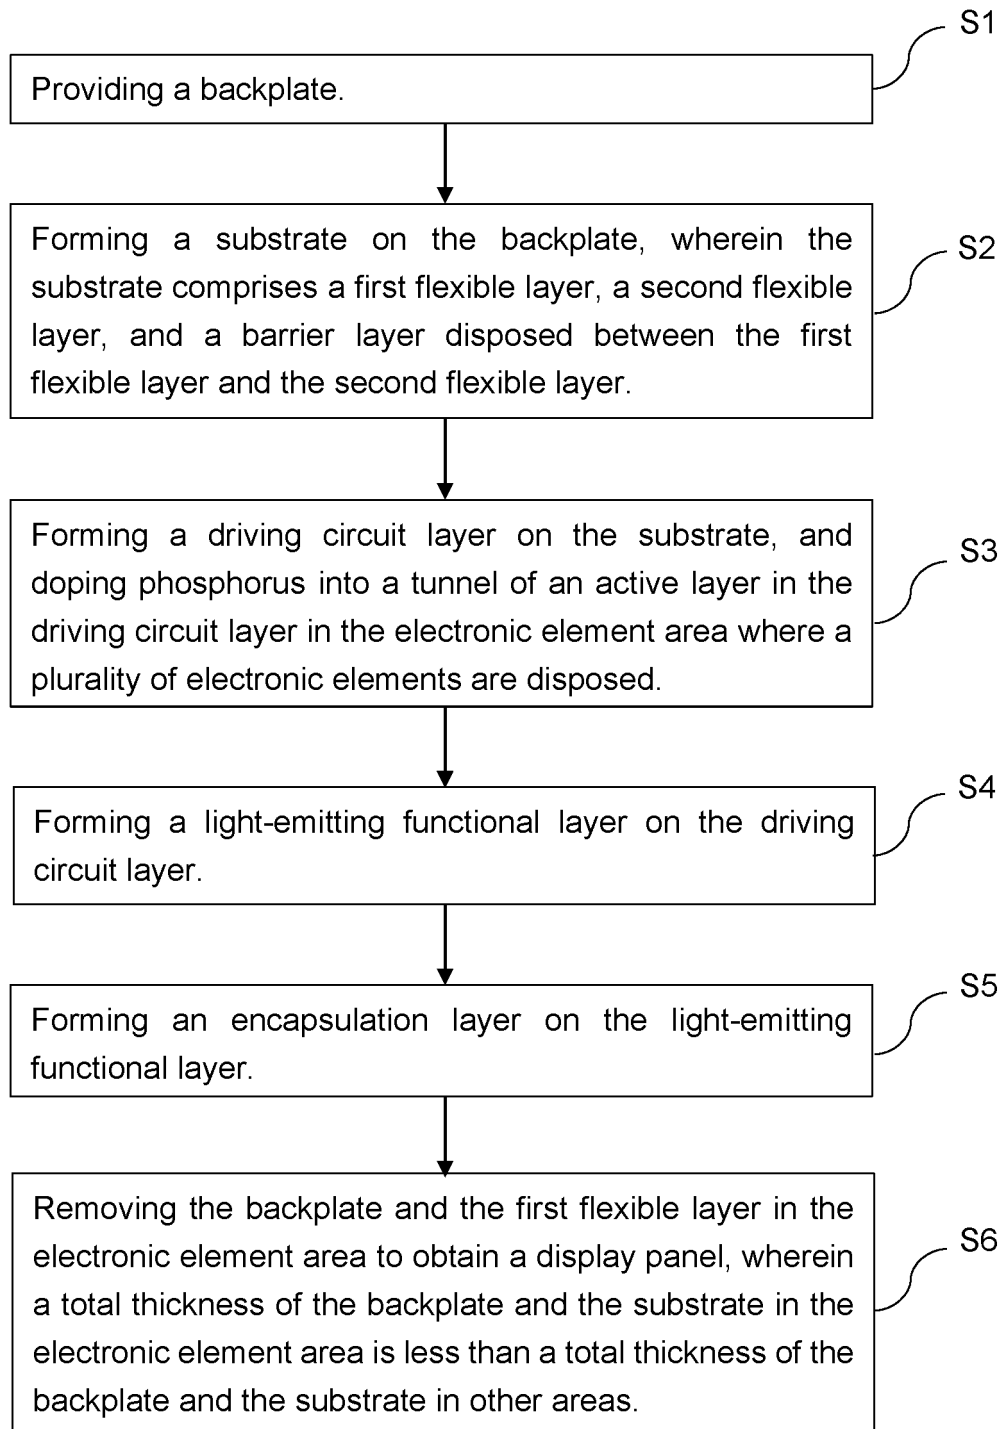 S1
Providing a backplate.
S2
Forming a substrate on the backplate, wherein the
substrate comprises a first flexible layer, a second flexible
layer, and a barrier layer disposed between the first
flexible layer and the second flexible layer.
S3
Forming a driving circuit layer on the substrate, and
doping phosphorus into a tunnel of an active layer in the
driving circuit layer in the electronic element area where a
plurality of electronic elements are disposed.
S4
Forming a light-emitting functional layer on the driving
circuit layer.
S5
Forming an encapsulation layer on the light-emitting
functional layer.
S6
Removing the backplate and the first flexible layer in the
electronic element area to obtain a display panel, wherein
a total thickness of the backplate and the substrate in the
electronic element area is less than a total thickness of the
backplate and the substrate in other areas.